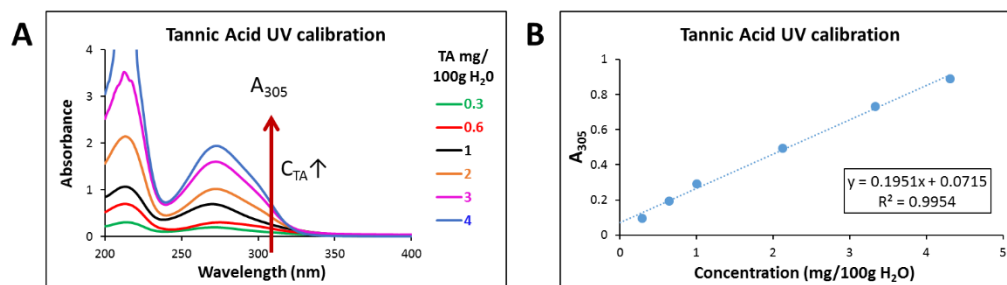 A
Tannic Acid UV calibration
TA mg/
100g H₂0
0.3
0.6
1
2
3
4
A₃₀₅
C_TA↑
Absorbance
4
3
2
1
0
200
250
300
350
400
Wavelength (nm)
B
Tannic Acid UV calibration
A₃₀₅
1
0.8
0.6
0.4
0.2
0
y = 0.1951x + 0.0715
R² = 0.9954
0
1
2
3
4
5
Concentration (mg/100g H₂O)